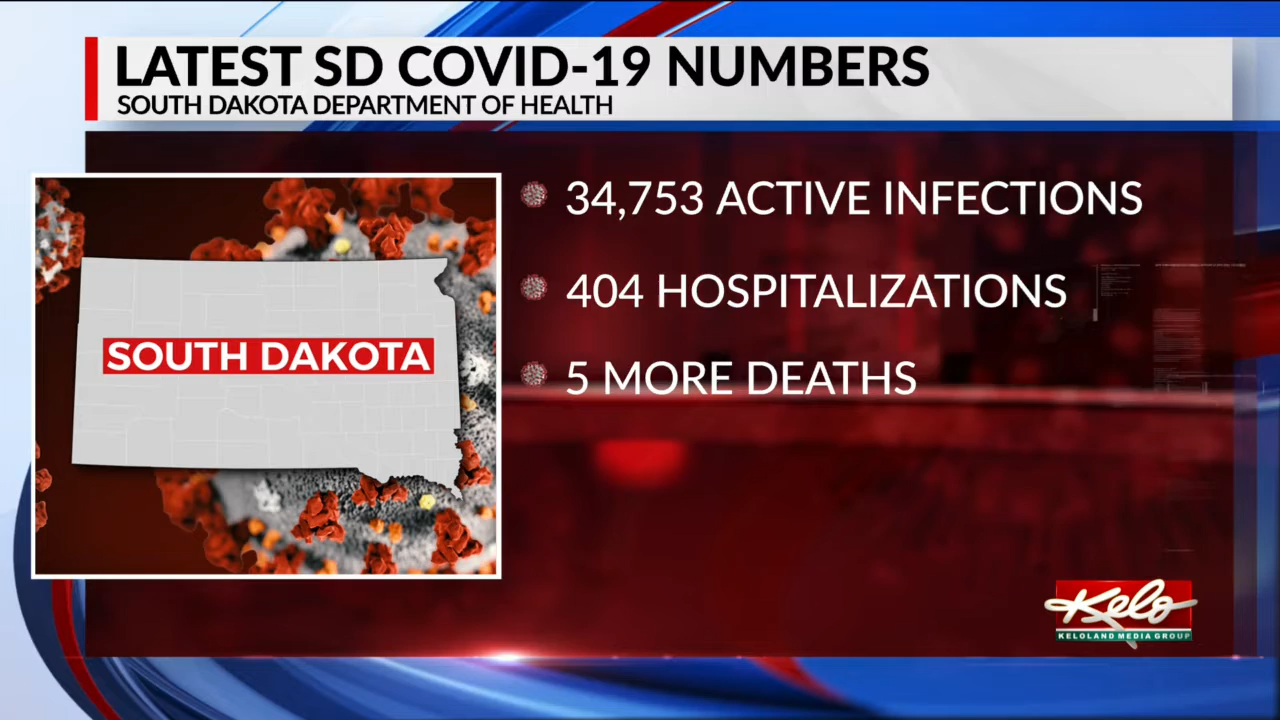 LATEST SD COVID-19 NUMBERS
SOUTH DAKOTA DEPARTMENT OF HEALTH
SOUTH DAKOTA
34,753 ACTIVE INFECTIONS
404 HOSPITALIZATIONS
5 MORE DEATHS
Kelo
KELOLAND MEDIA GROUP